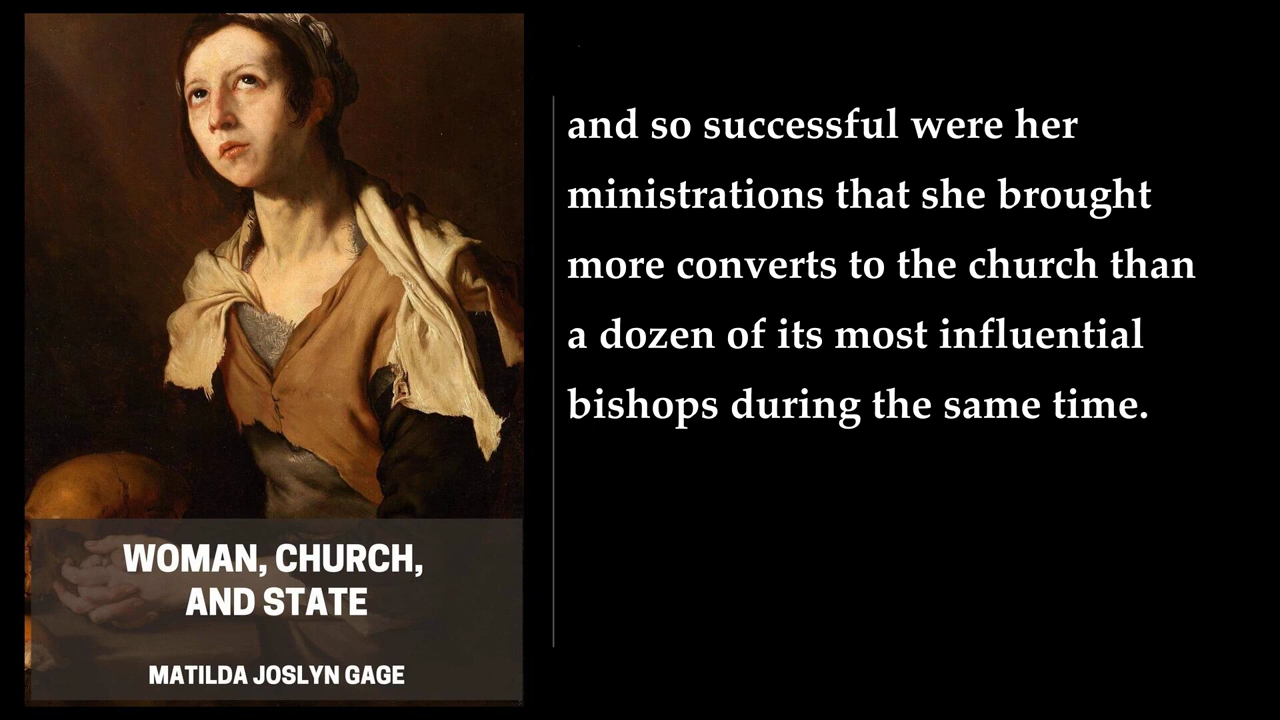 WOMAN, CHURCH,
AND STATE
MATILDA JOSLYN GAGE
and so successful were her
ministrations that she brought
more converts to the church than
a dozen of its most influential
bishops during the same time.